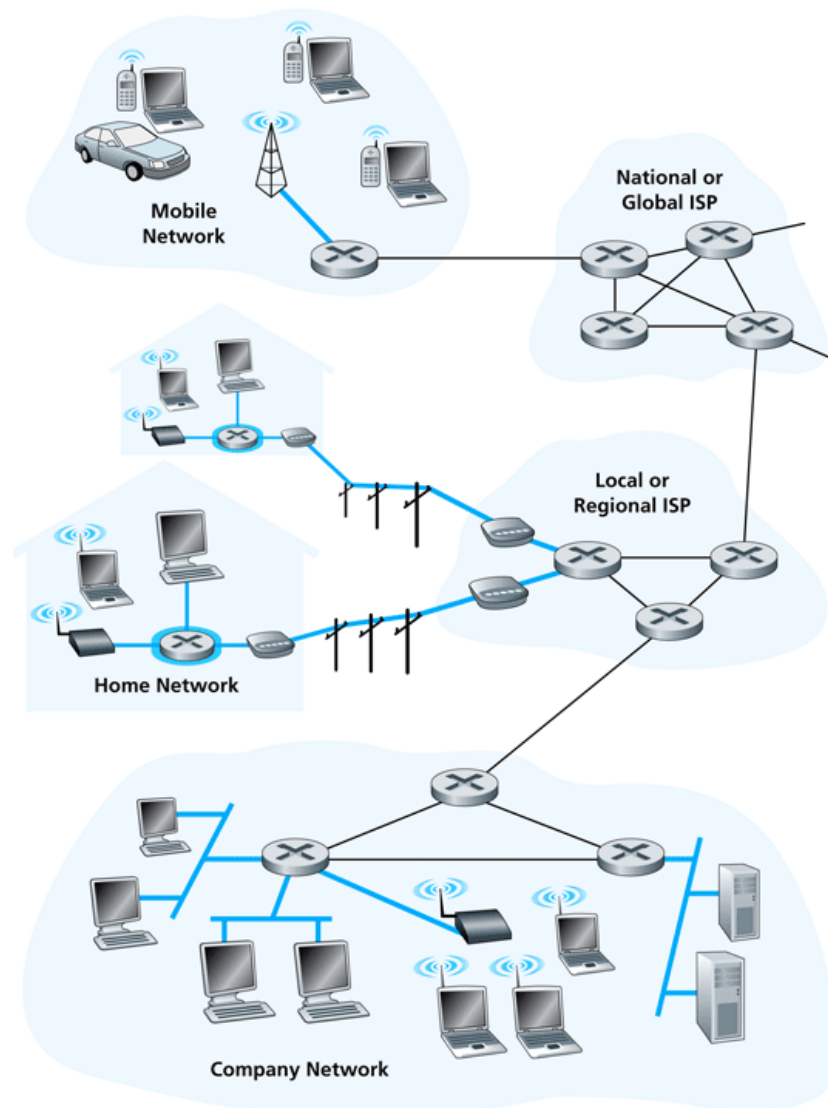 Mobile
Network
National or
Global ISP
Local or
Regional ISP
Home Network
Company Network